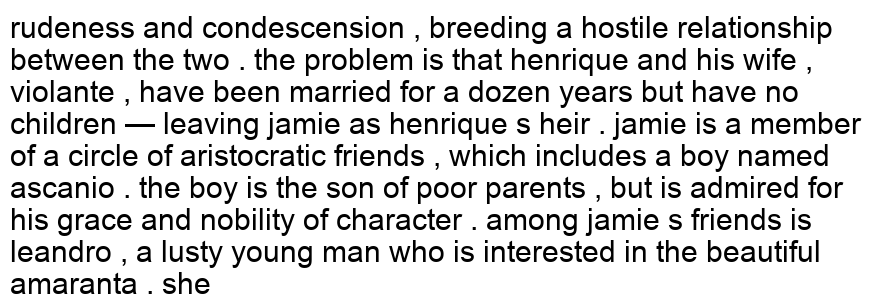 rudeness and condescension , breeding a hostile relationship
between the two . the problem is that henrique and his wife ,
violante , have been married for a dozen years but have no
children — leaving jamie as henrique s heir . jamie is a member
of a circle of aristocratic friends , which includes a boy named
ascanio . the boy is the son of poor parents , but is admired for
his grace and nobility of character . among jamie s friends is
leandro , a lusty young man who is interested in the beautiful
amaranta . she